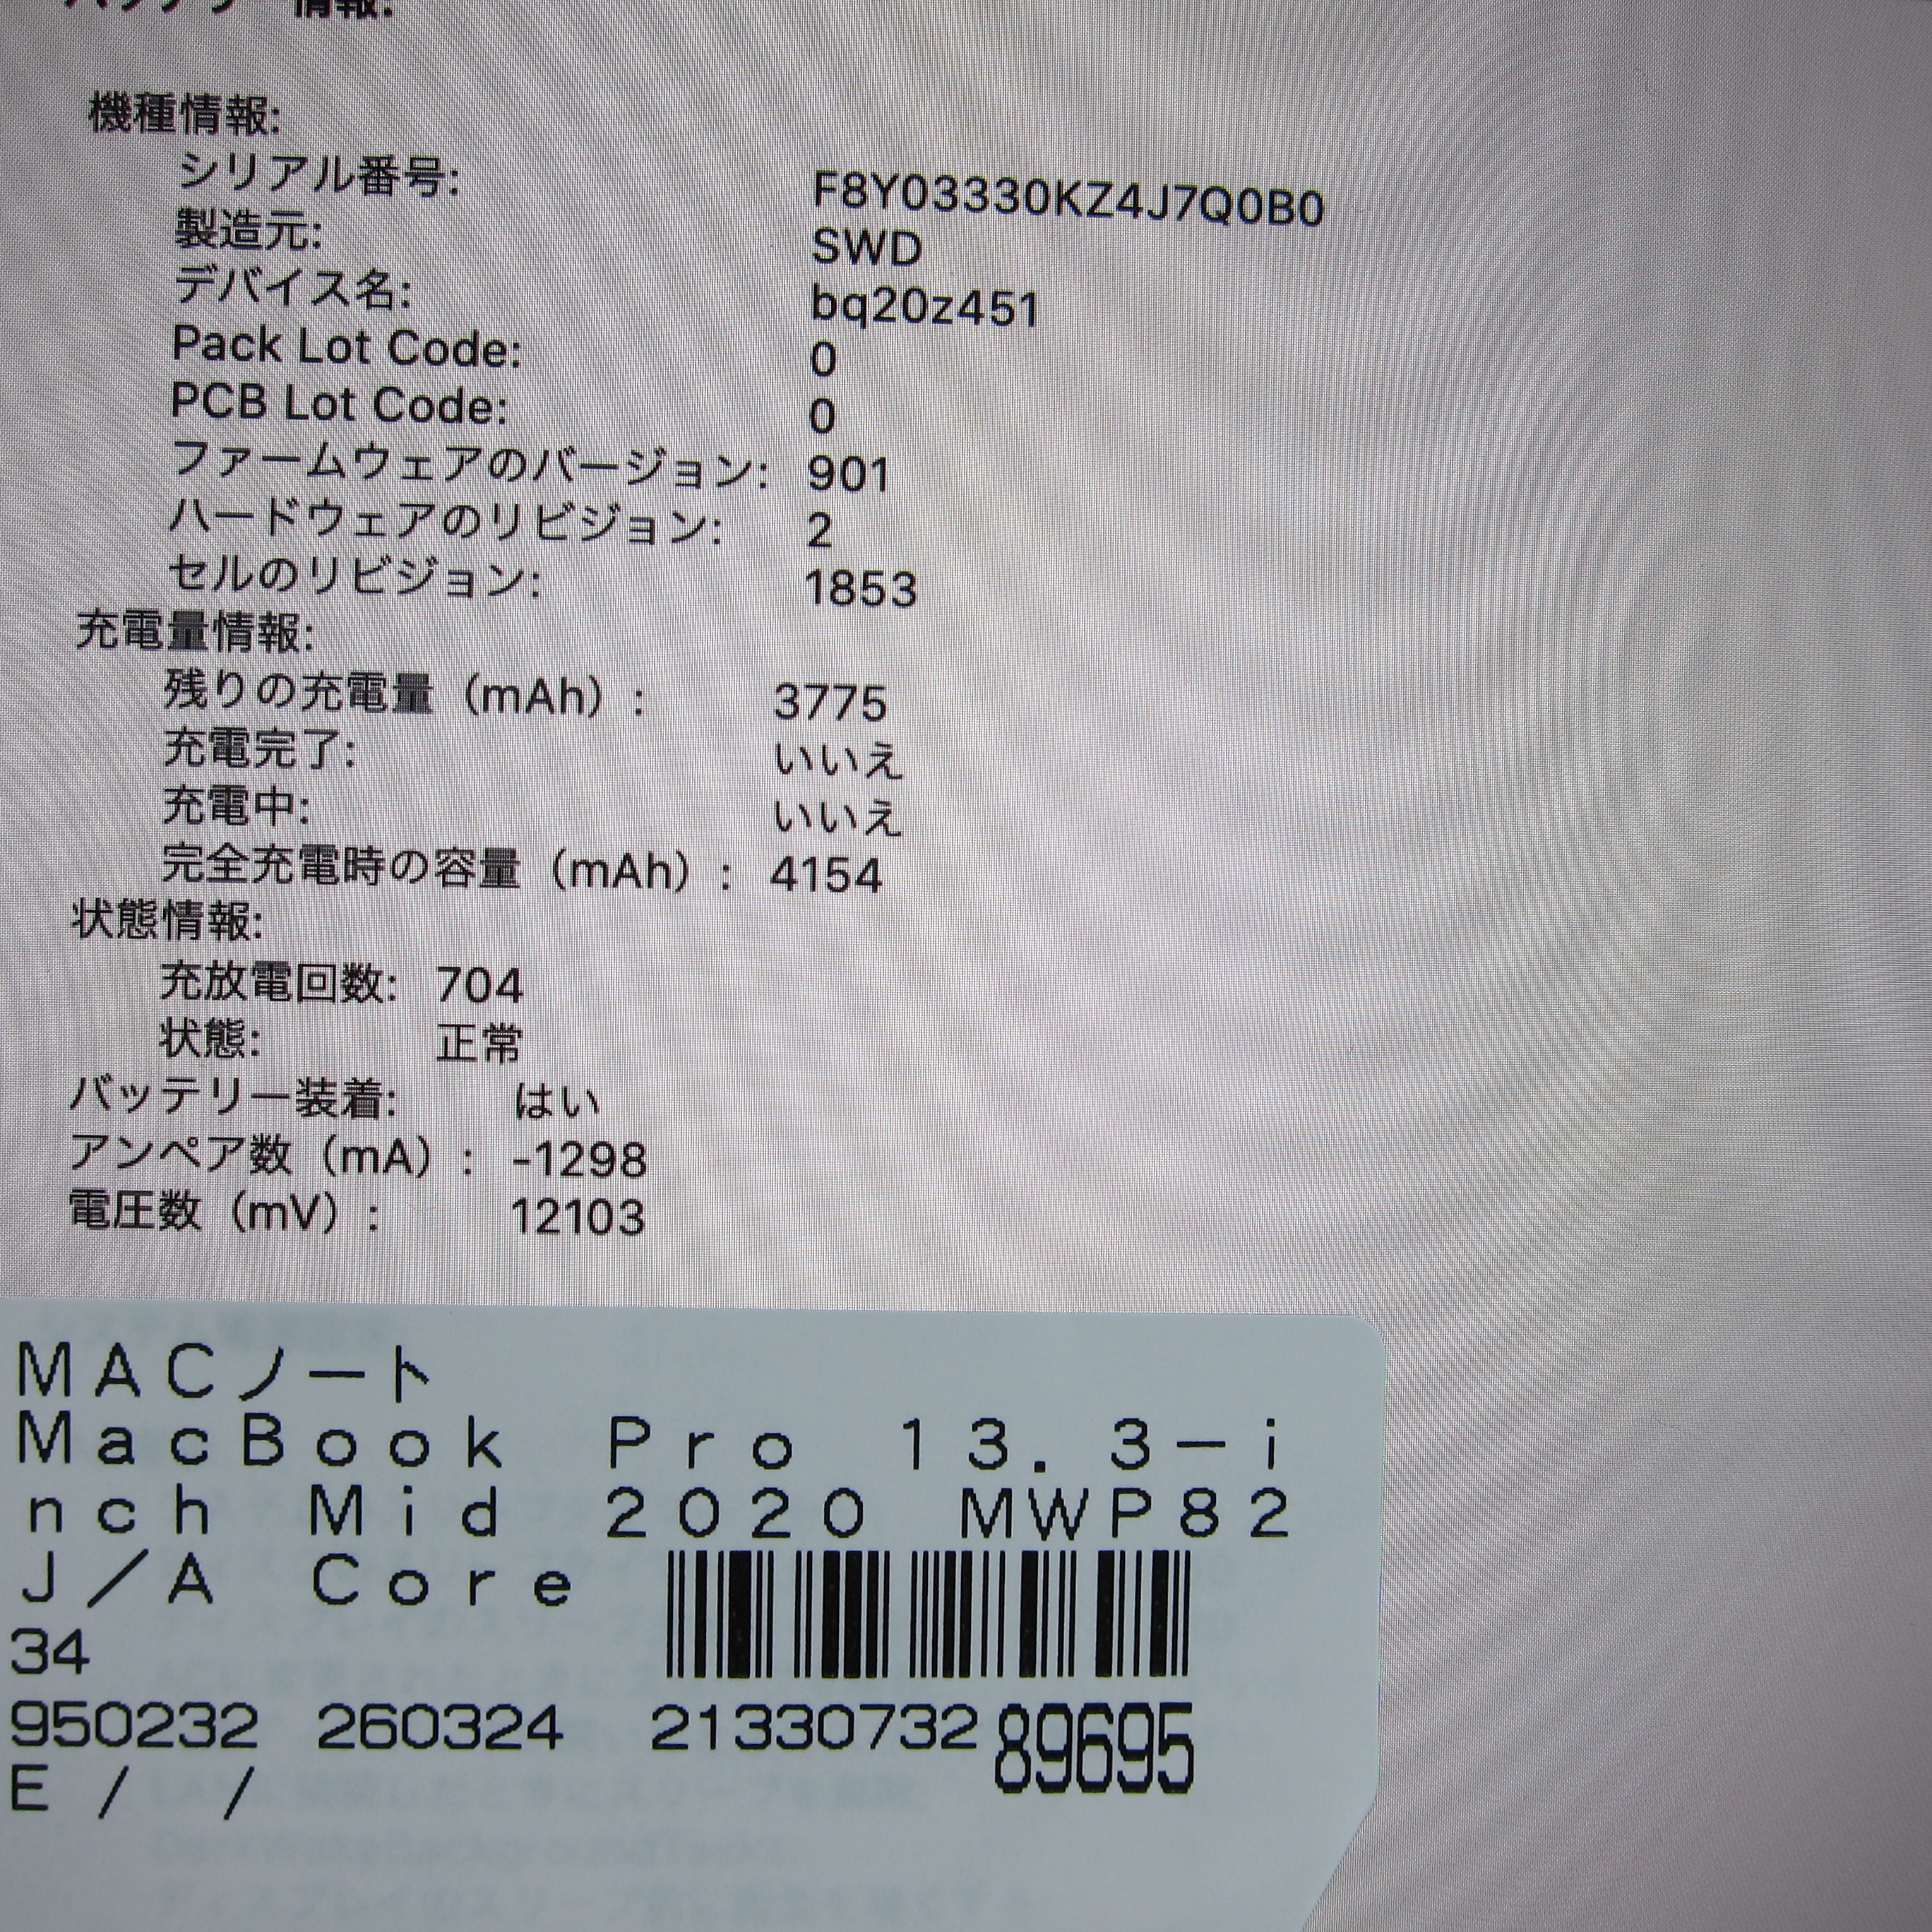 バッテリー情報:
機種情報:
シリアル番号: F8Y03330KZ4J7Q0B0
製造元: SWD
デバイス名: bq20z451
Pack Lot Code: 0
PCB Lot Code: 0
ファームウェアのバージョン: 901
ハードウェアのリビジョン: 2
セルのリビジョン: 1853
充電量情報:
残りの充電量（mAh）: 3775
充電完了: いいえ
充電中: いいえ
完全充電時の容量（mAh）: 4154
状態情報:
充放電回数: 704
状態: 正常
バッテリー装着: はい
アンペア数（mA）: -1298
電圧数（mV）: 12103
MACノート
MacBook Pro 13.3-i
nch Mid 2020 MWP82
J/A Core
34
950232 260324 21330732 89695
E / /